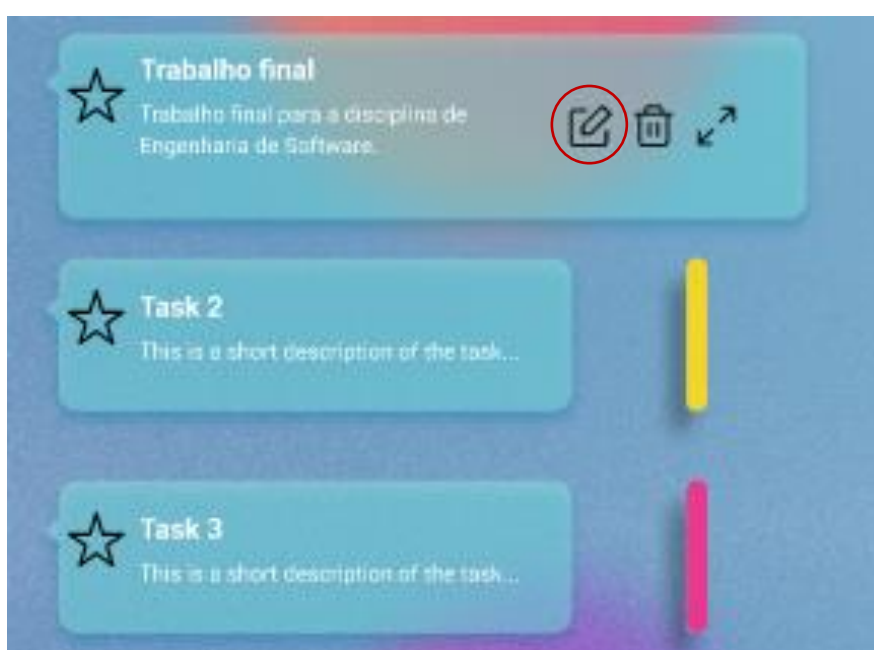 Trabalho final
Trabalho final para a disciplina de
Engenharia de Software.
Task 2
This is a short description of the task...
Task 3
This is a short description of the task...